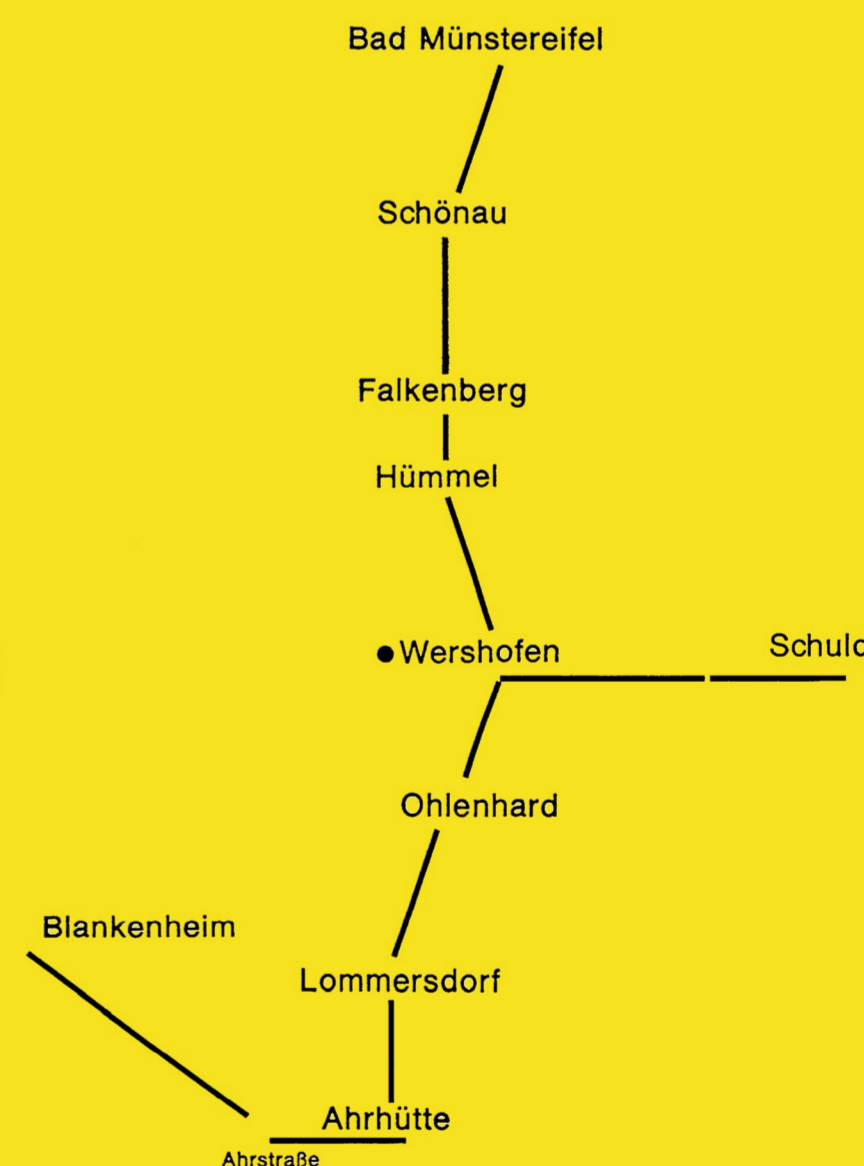 Bad Münstereifel
Schönau
Falkenberg
Hümmel
●Wershofen
Ohlenhard
Blankenheim
Lommersdorf
Ahrhütte
Ahrstraße